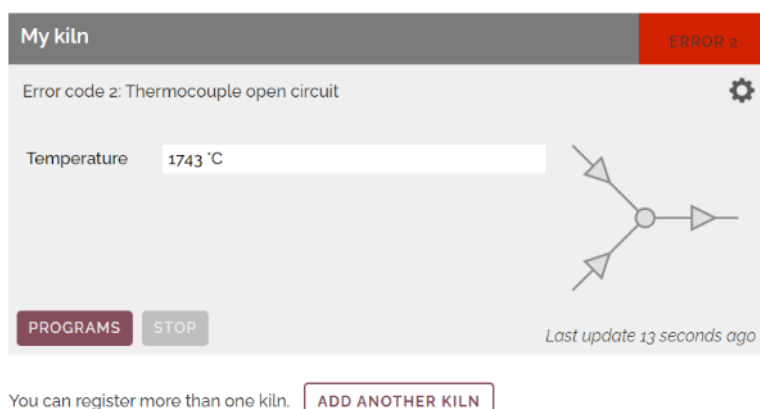 My kiln
ERROR 2
Error code 2: Thermocouple open circuit
Temperature 1743 °C
PROGRAMS STOP
Last update 13 seconds ago
You can register more than one kiln. ADD ANOTHER KILN